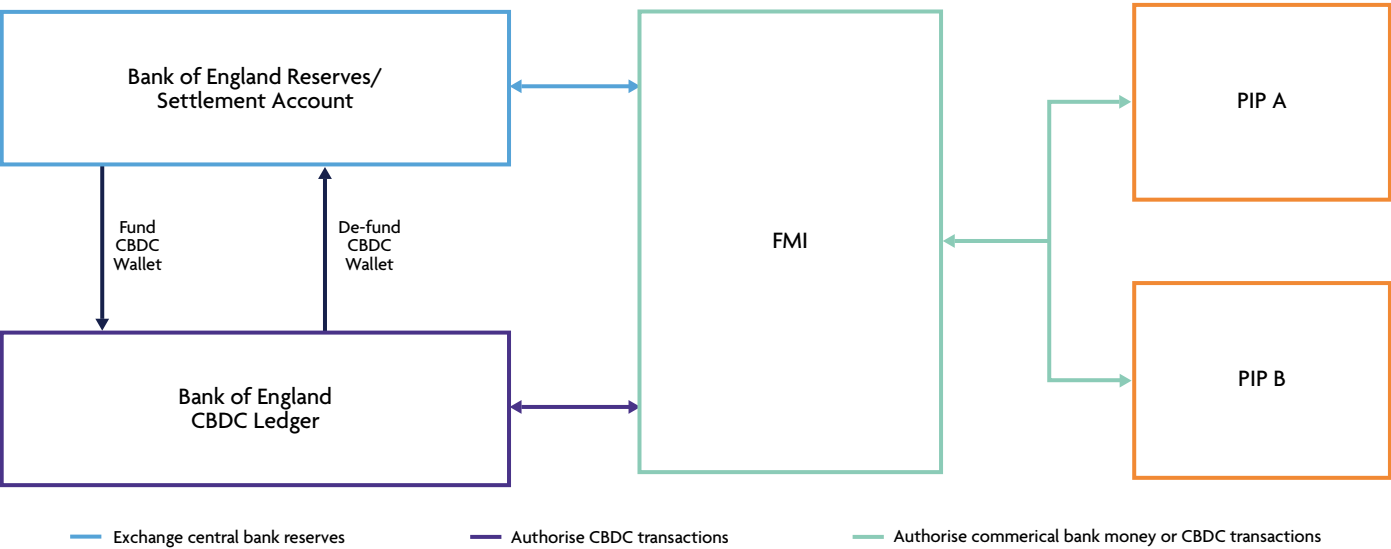 Bank of England Reserves/
Settlement Account
FMI
PIP A
Fund
CBDC
Wallet
De-fund
CBDC
Wallet
Bank of England
CBDC Ledger
PIP B
Exchange central bank reserves
Authorise CBDC transactions
Authorise commerical bank money or CBDC transactions